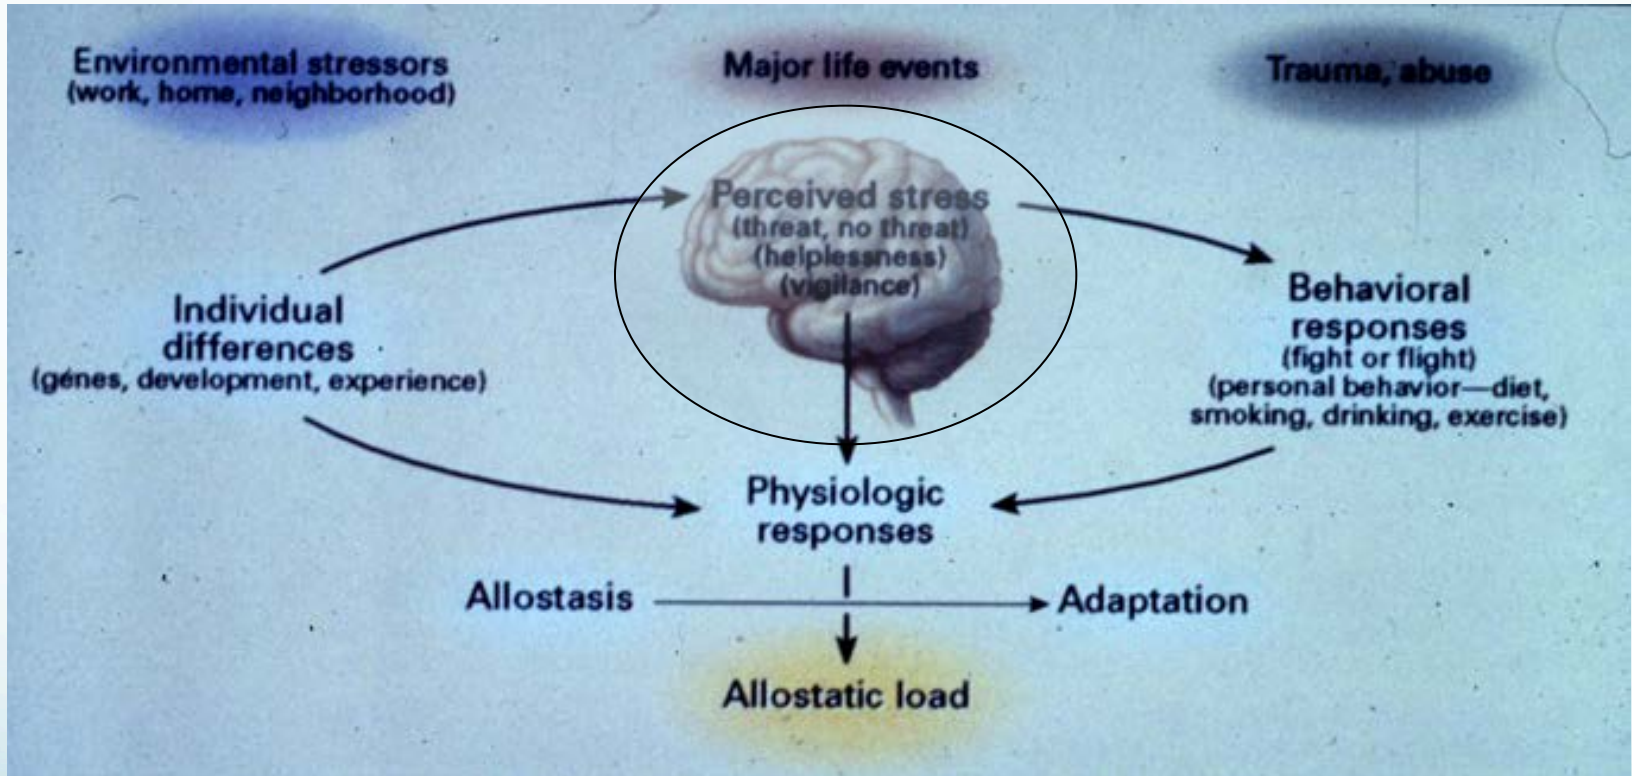 Environmental stressors
(work, home, neighborhood)
Major life events
Trauma, abuse
Perceived stress
(threat, no threat)
(helplessness)
(vigilance)
Individual
differences
(genes, development, experience)
Behavioral
responses
(fight or flight)
(personal behavior—diet,
smoking, drinking, exercise)
Physiologic
responses
Allostasis
Adaptation
Allostatic load